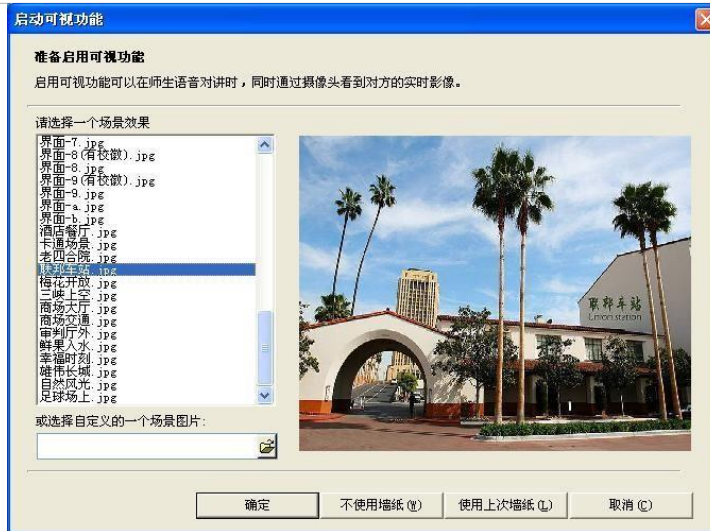 启动可视功能
准备启用可视功能
启用可视功能可以在师生语音对讲时，同时通过摄像头看到对方的实时影像。
请选择一个场景效果
界面-7.jpg
界面-8(有校徽).jpg
界面-8.jpg
界面-9(有校徽).jpg
界面-9.jpg
界面-a.jpg
界面-b.jpg
酒店餐厅.jpg
卡通场景.jpg
老四合院.jpg
联邦车站.jpg
梅花开放.jpg
三峡上空.jpg
商场大厅.jpg
商场交通.jpg
审判厅外.jpg
鲜果入水.jpg
幸福时刻.jpg
雄伟长城.jpg
自然风光.jpg
足球场上.jpg
联邦车站
Union station
或选择自定义的一个场景图片:
确定
不使用墙纸(W)
使用上次墙纸(L)
取消(C)